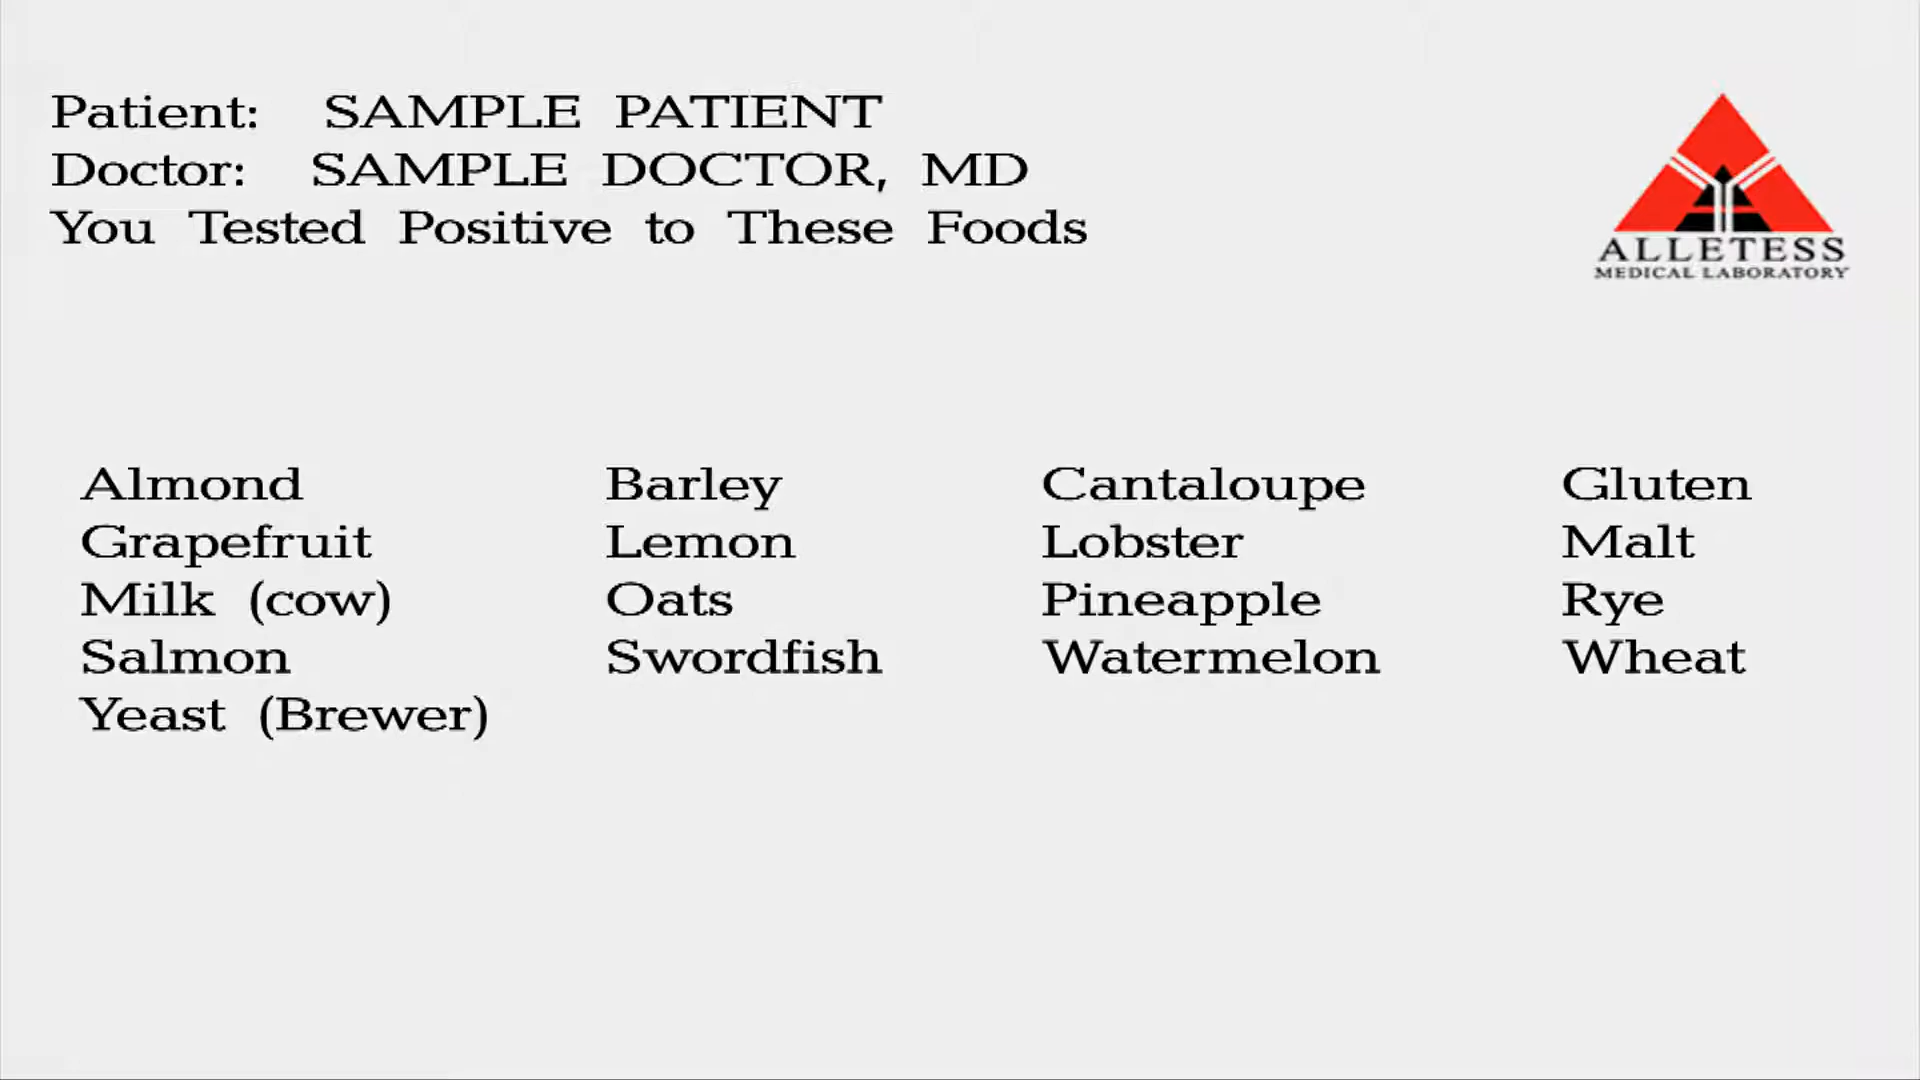 Patient: SAMPLE PATIENT
Doctor: SAMPLE DOCTOR, MD
You Tested Positive to These Foods
ALLETESS
MEDICAL LABORATORY
Almond Barley Cantaloupe Gluten
Grapefruit Lemon Lobster Malt
Milk (cow) Oats Pineapple Rye
Salmon Swordfish Watermelon Wheat
Yeast (Brewer)